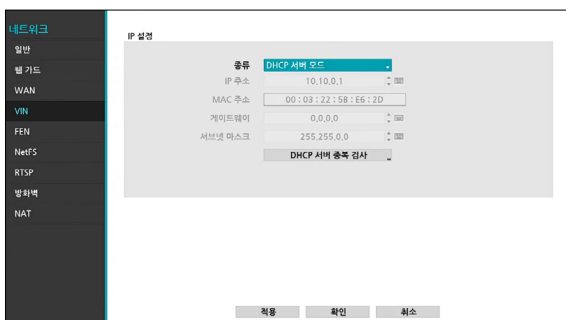 네트워크
일반
웹 가드
WAN
VIN
FEN
NetFS
RTSP
방화벽
NAT
IP 설정
종류 DHCP 서버 모드
IP 주소 10,10,0,1
MAC 주소 00 : 03 : 22 : 5B : E6 : 2D
게이트웨이 0,0,0,0
서브넷 마스크 255,255,0,0
DHCP 서버 중복 검사
적용 확인 취소